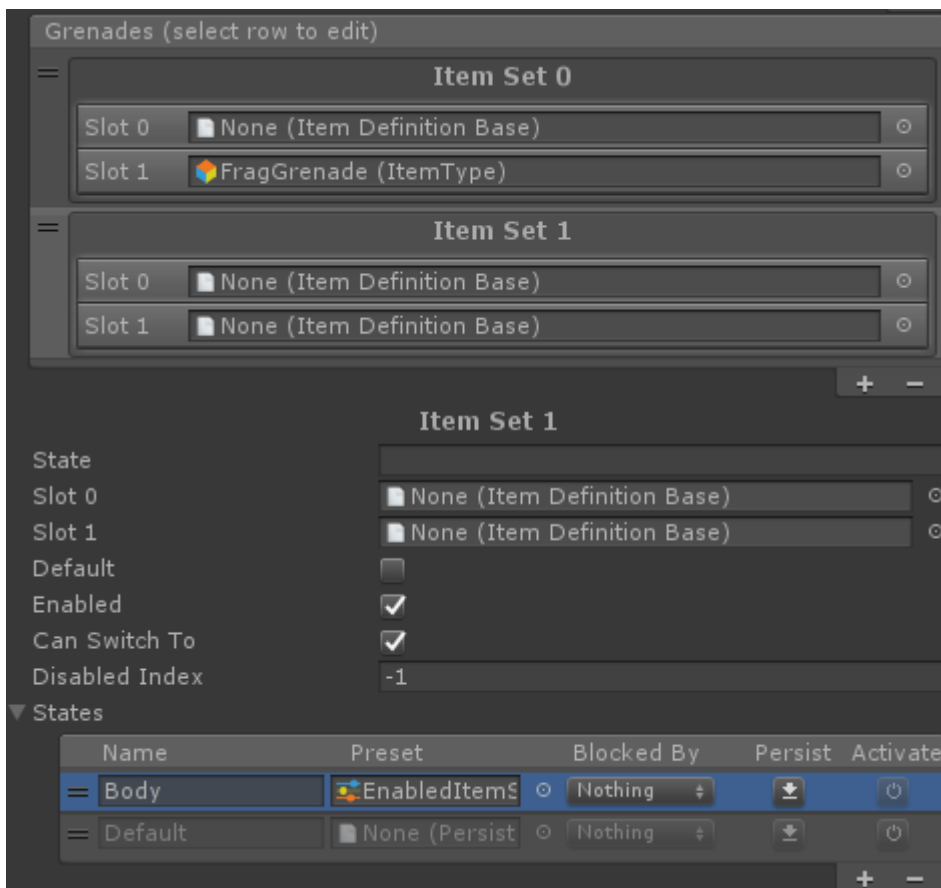 Grenades (select row to edit)
Item Set 0
Slot 0 None (Item Definition Base)
Slot 1 FragGrenade (ItemType)
Item Set 1
Slot 0 None (Item Definition Base)
Slot 1 None (Item Definition Base)
+ −
Item Set 1
State
Slot 0 None (Item Definition Base)
Slot 1 None (Item Definition Base)
Default
Enabled
Can Switch To
Disabled Index -1
States
Name Preset Blocked By Persist Activate
Body EnabledItemS Nothing
Default None (Persist Nothing
+ −